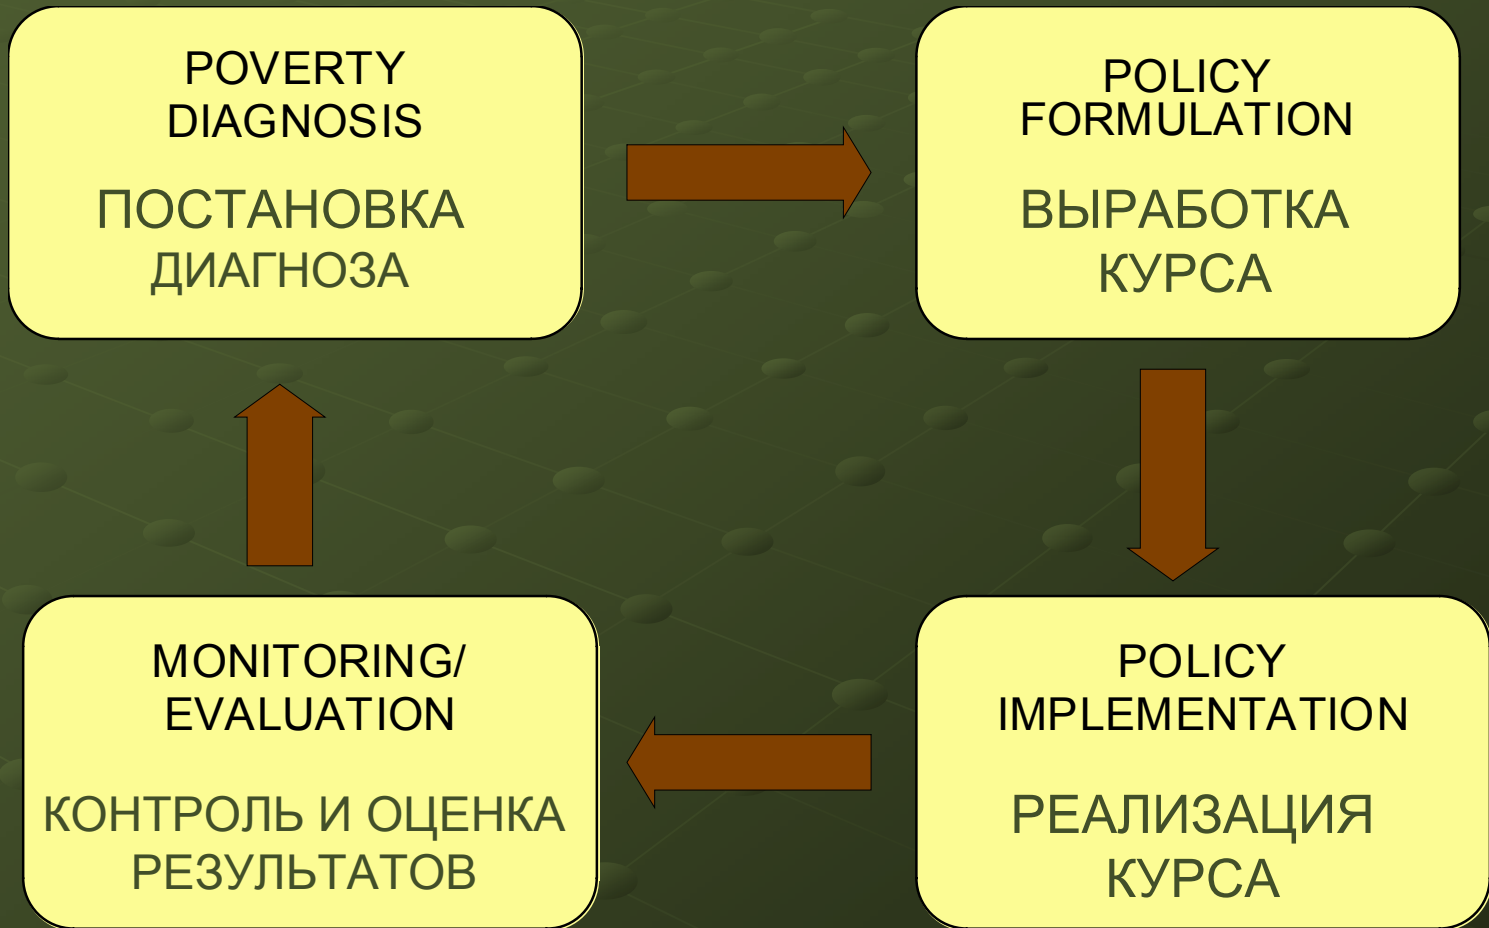 POVERTY
DIAGNOSIS
ПОСТАНОВКА
ДИАГНОЗА
POLICY
FORMULATION
ВЫРАБОТКА
КУРСА
MONITORING/
EVALUATION
КОНТРОЛЬ И ОЦЕНКА
РЕЗУЛЬТАТОВ
POLICY
IMPLEMENTATION
РЕАЛИЗАЦИЯ
КУРСА